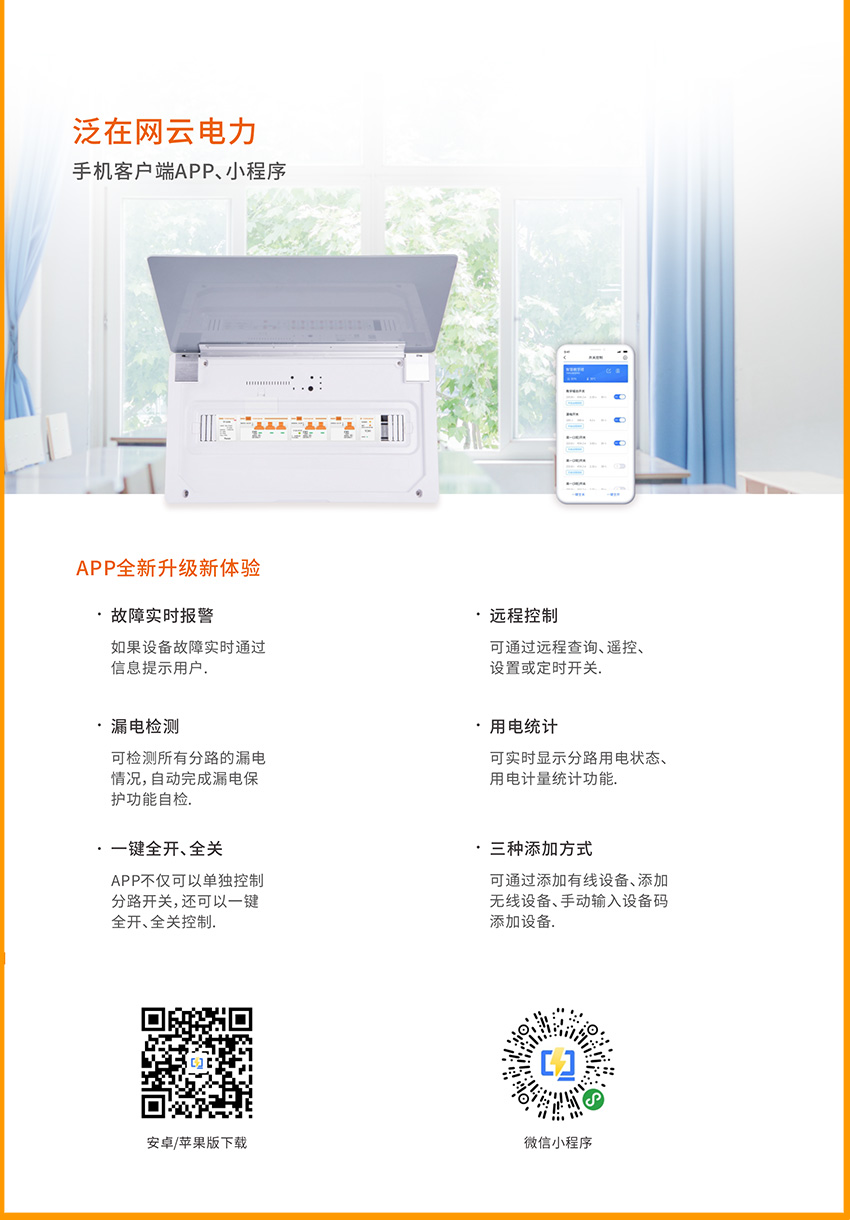 泛在网云电力
手机客户端APP、小程序
开关控制
APP全新升级新体验
· 故障实时报警
如果设备故障实时通过
信息提示用户.
· 远程控制
可通过远程查询、遥控、
设置或定时开关.
· 漏电检测
可检测所有分路的漏电
情况,自动完成漏电保
护功能自检.
· 用电统计
可实时显示分路用电状态、
用电计量统计功能.
· 一键全开、全关
APP不仅可以单独控制
分路开关,还可以一键
全开、全关控制.
· 三种添加方式
可通过添加有线设备、添加
无线设备、手动输入设备码
添加设备.
安卓/苹果版下载
微信小程序